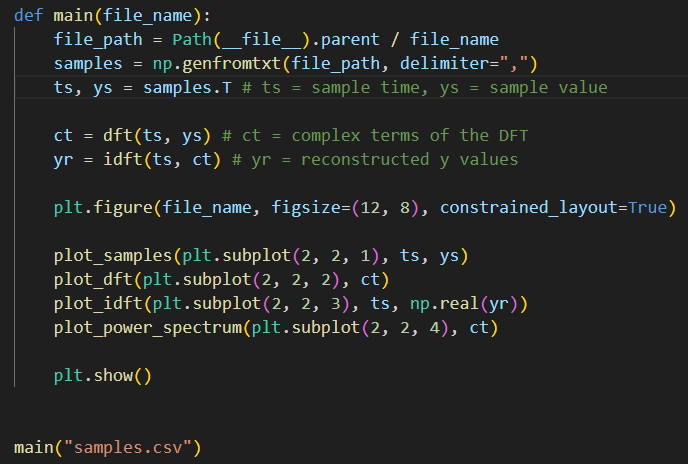 def main(file_name):
    file_path = Path(__file__).parent / file_name
    samples = np.genfromtxt(file_path, delimiter=",")
    ts, ys = samples.T # ts = sample time, ys = sample value
    ct = dft(ts, ys) # ct = complex terms of the DFT
    yr = idft(ts, ct) # yr = reconstructed y values
    plt.figure(file_name, figsize=(12, 8), constrained_layout=True)
    plot_samples(plt.subplot(2, 2, 1), ts, ys)
    plot_dft(plt.subplot(2, 2, 2), ct)
    plot_idft(plt.subplot(2, 2, 3), ts, np.real(yr))
    plot_power_spectrum(plt.subplot(2, 2, 4), ct)
    plt.show()
main("samples.csv")